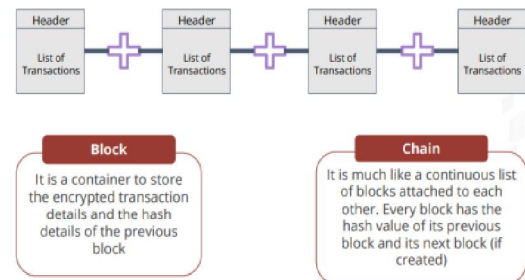 Header
List of
Transactions
Header
List of
Transactions
Header
List of
Transactions
Header
List of
Transactions
Block
It is a container to store
the encrypted transaction
details and the hash
details of the previous
block
Chain
It is much like a continuous list
of blocks attached to each
other. Every block has the
hash value of its previous
block and its next block (if
created)